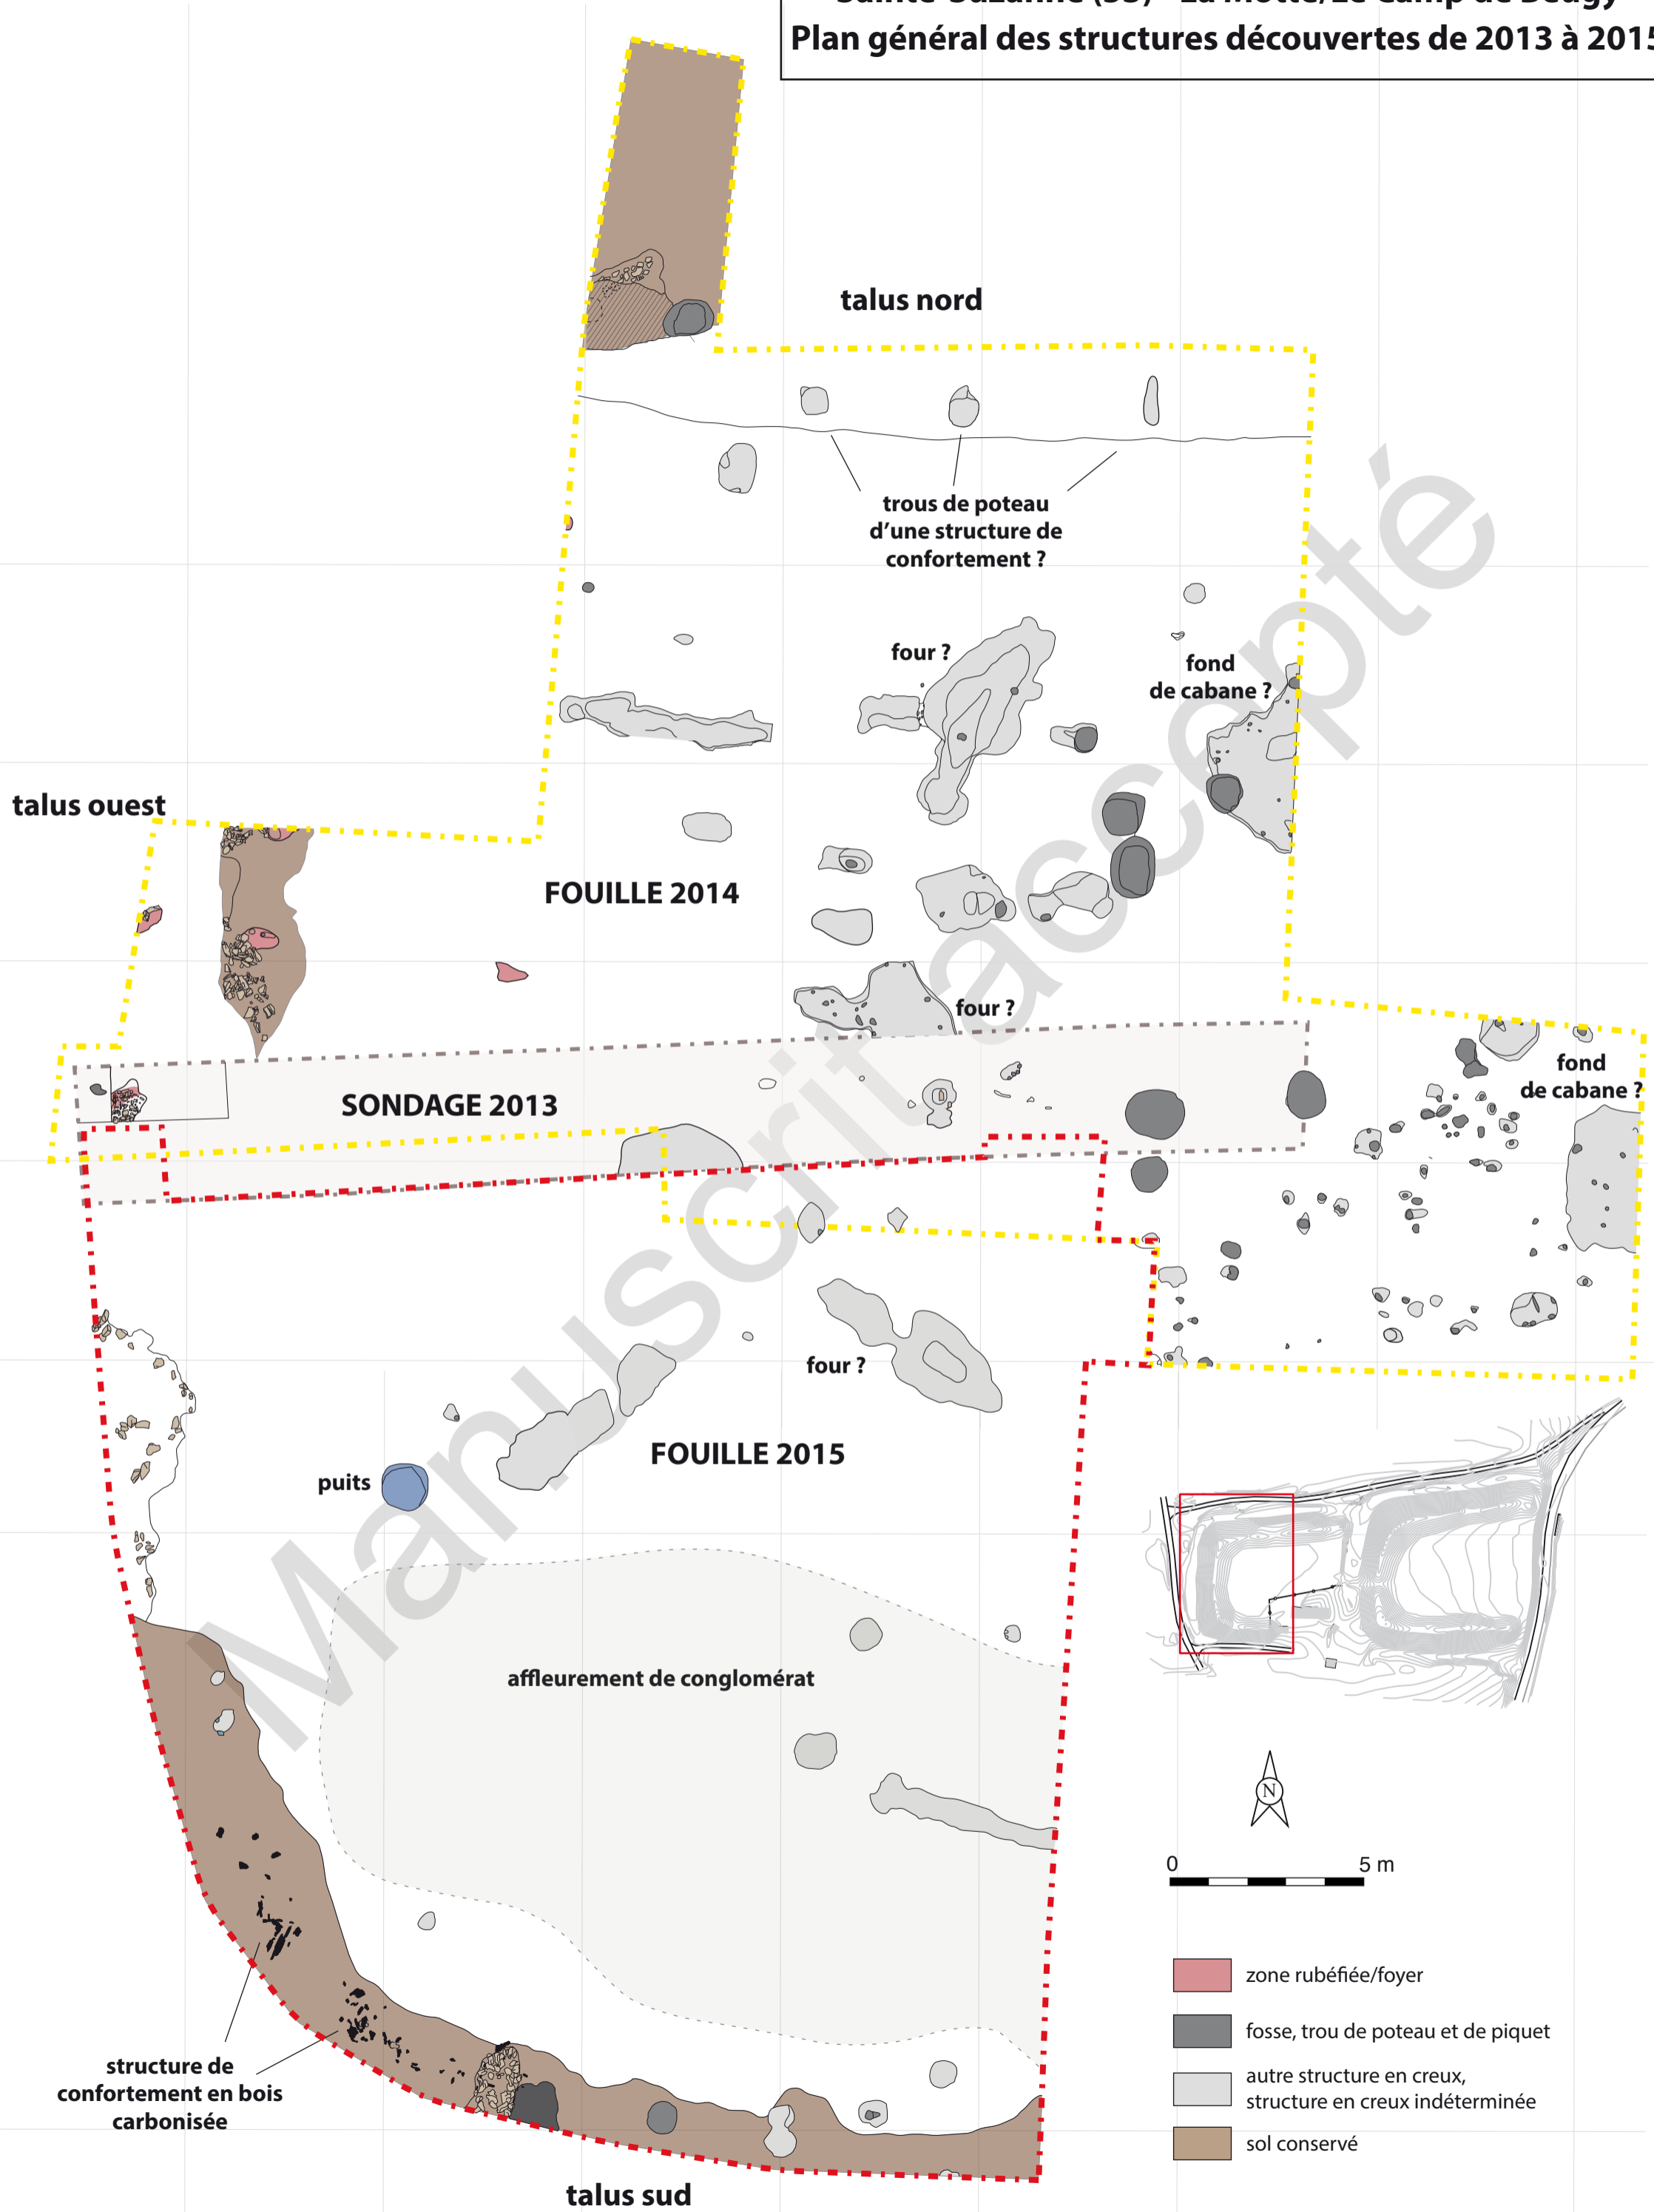 Plan général des structures découvertes de 2013 à 2015
talus nord
trous de poteau
d'une structure de
confortement ?
four ?
fond
de cabane ?
talus ouest
FOUILLE 2014
four ?
fond
de cabane ?
SONDAGE 2013
four ?
FOUILLE 2015
puits
affleurement de conglomérat
N
0 5 m
zone rubéfiée/foyer
fosse, trou de poteau et de piquet
autre structure en creux,
structure en creux indéterminée
sol conservé
structure de
confortement en bois
carbonisée
talus sud
Manuscrit accepté